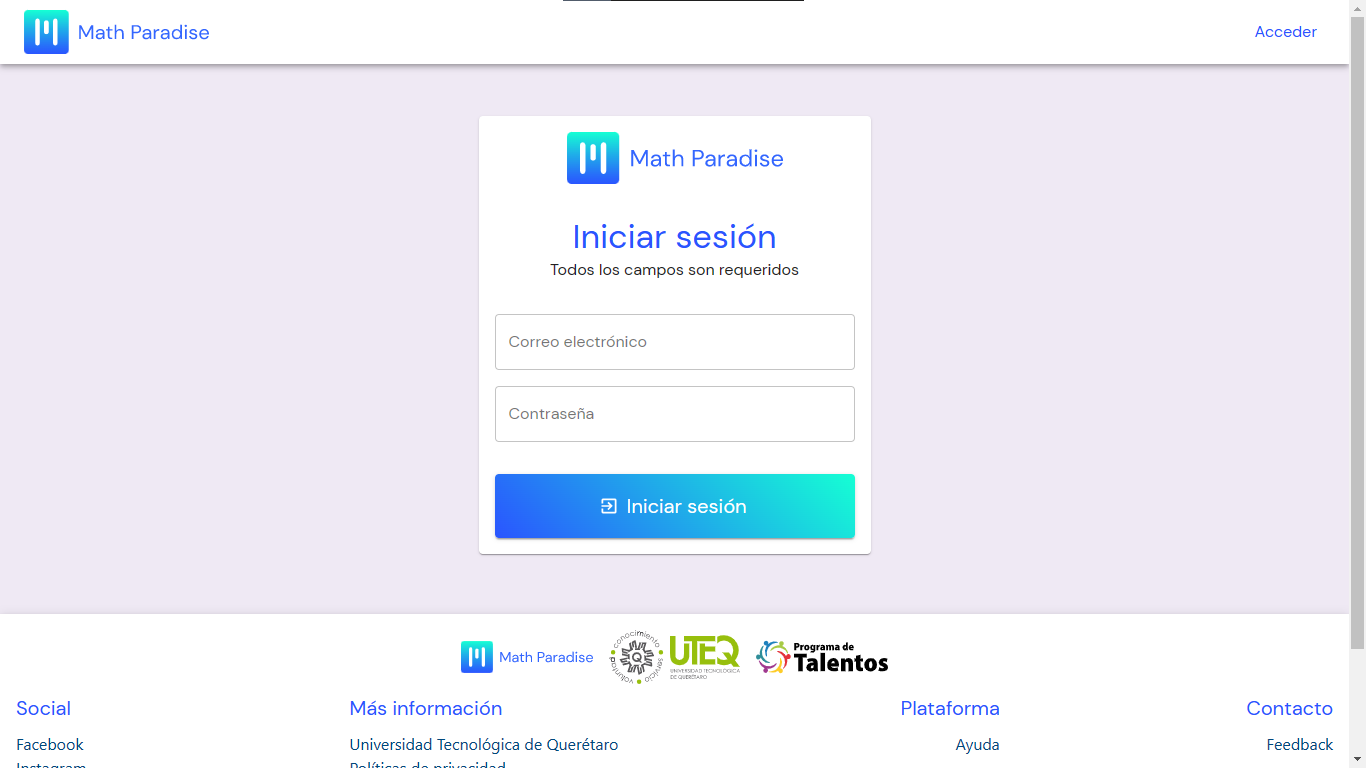 Math Paradise
Acceder
Math Paradise
Iniciar sesión
Todos los campos son requeridos
Correo electrónico
Contraseña
Iniciar sesión
Math Paradise
conocimiento
servicio
voluntad
Q
UTEQ
UNIVERSIDAD TECNOLÓGICA
DE QUERÉTARO
Programa de
Talentos
Social
Más información
Plataforma
Contacto
Facebook
Universidad Tecnológica de Querétaro
Ayuda
Feedback
Instagram
Políticas de privacidad